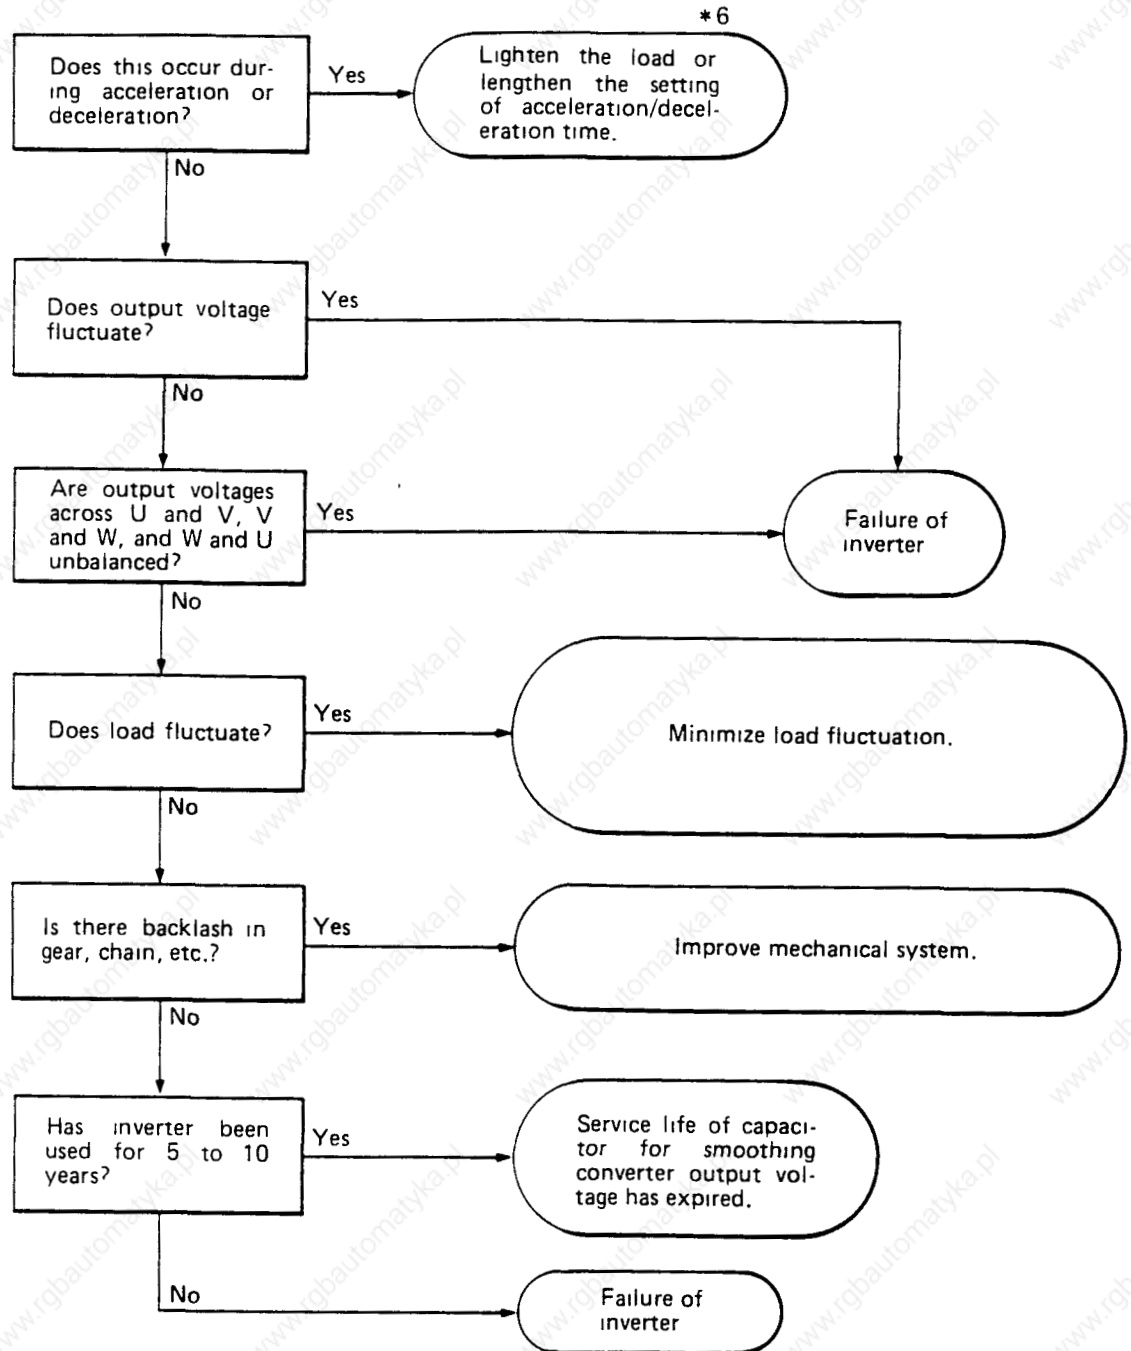 *6
Does this occur dur-
ing acceleration or
deceleration?
Yes
Lighten the load or
lengthen the setting
of acceleration/decel-
eration time.
No
Does output voltage
fluctuate?
Yes
No
Are output voltages
across U and V, V
and W, and W and U
unbalanced?
Yes
Failure of
inverter
No
Does load fluctuate?
Yes
Minimize load fluctuation.
No
Is there backlash in
gear, chain, etc.?
Yes
Improve mechanical system.
No
Has inverter been
used for 5 to 10
years?
Yes
Service life of capaci-
tor for smoothing
converter output vol-
tage has expired.
No
Failure of
inverter
www.rgbautomatyka.pl